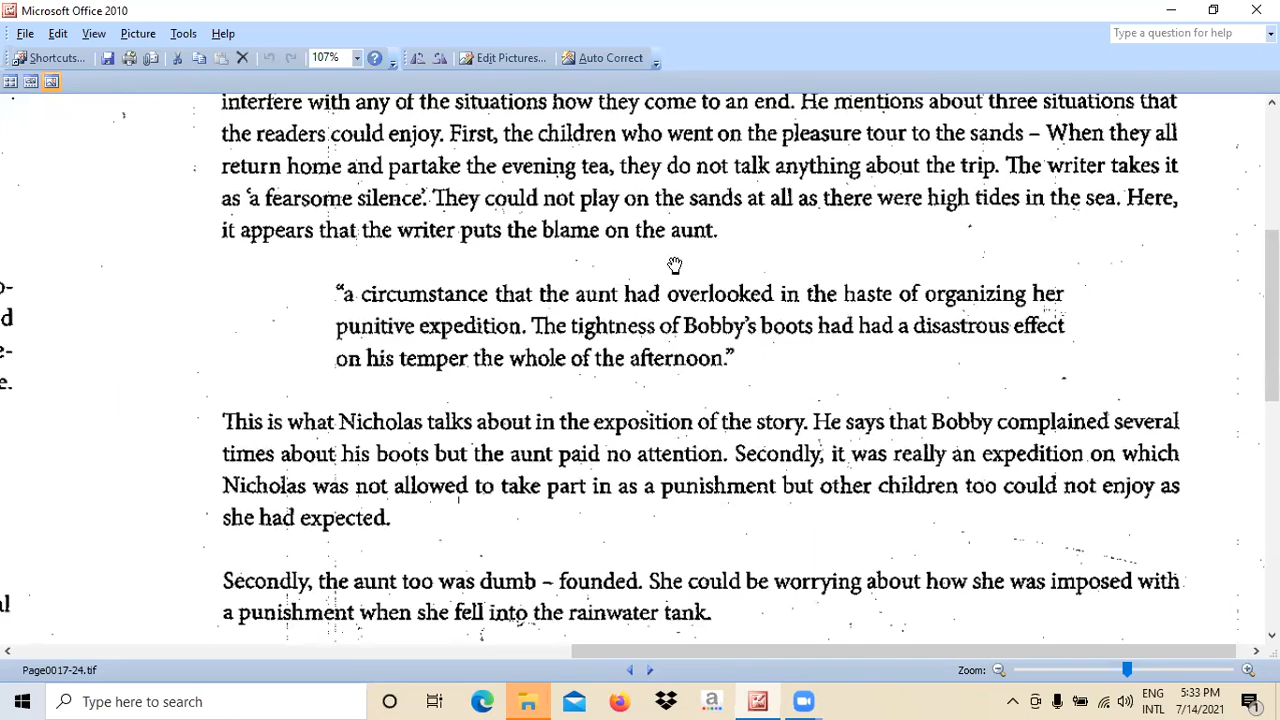 Microsoft Office 2010
File Edit View Picture Tools Help
Type a question for help
Shortcuts... 107% Edit Pictures... Auto Correct
interfere with any of the situations how they come to an end. He mentions about three situations that
the readers could enjoy. First, the children who went on the pleasure tour to the sands – When they all
return home and partake the evening tea, they do not talk anything about the trip. The writer takes it
as ‘a fearsome silence’. They could not play on the sands at all as there were high tides in the sea. Here,
it appears that the writer puts the blame on the aunt.
“a circumstance that the aunt had overlooked in the haste of organizing her
punitive expedition. The tightness of Bobby’s boots had had a disastrous effect
on his temper the whole of the afternoon.”
This is what Nicholas talks about in the exposition of the story. He says that Bobby complained several
times about his boots but the aunt paid no attention. Secondly, it was really an expedition on which
Nicholas was not allowed to take part in as a punishment but other children too could not enjoy as
she had expected.
Secondly, the aunt too was dumb – founded. She could be worrying about how she was imposed with
a punishment when she fell into the rainwater tank.
o-
d
e-
e.
al
Page0017-24.tif
Zoom:
Type here to search
ENG
INTL
5:33 PM
7/14/2021